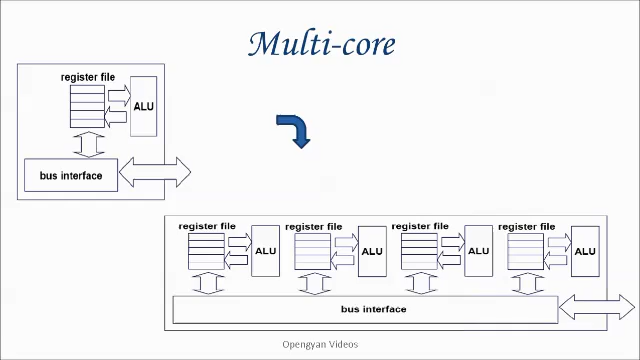 Multi-core
register file
ALU
bus interface
register file
ALU
register file
ALU
register file
ALU
register file
ALU
bus interface
Opengyan Videos